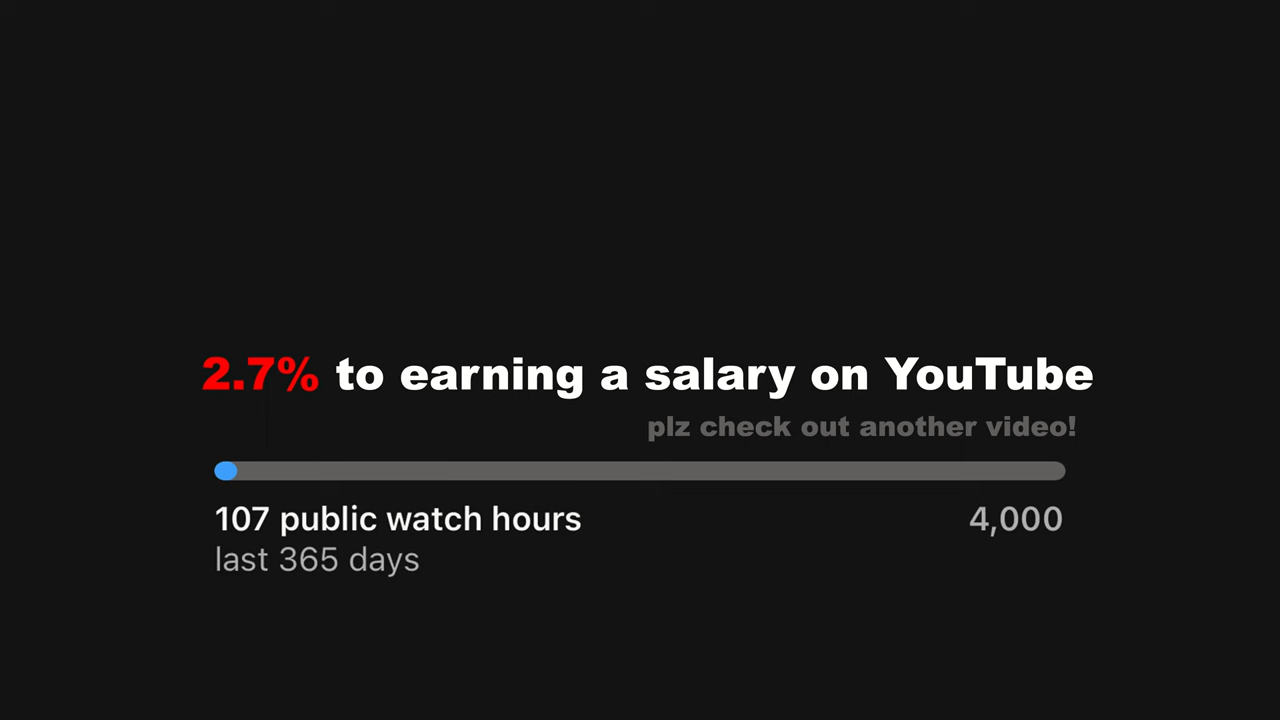 2.7% to earning a salary on YouTube
plz check out another video!
107 public watch hours 4,000
last 365 days